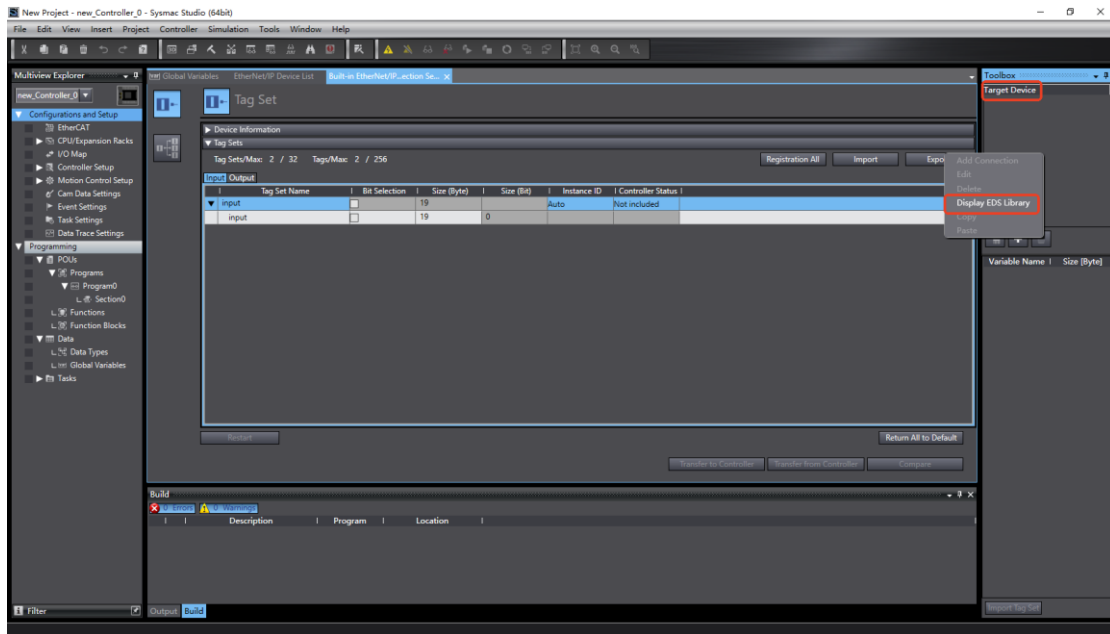 New Project - new_Controller_0 - Sysmac Studio (64bit)
File Edit View Insert Project Controller Simulation Tools Window Help
Multiview Explorer
new_Controller_0
Configurations and Setup
EtherCAT
CPU/Expansion Racks
I/O Map
Controller Setup
Motion Control Setup
Cam Data Settings
Event Settings
Task Settings
Data Trace Settings
Programming
POUs
Programs
Program0
Section0
Functions
Function Blocks
Data
Data Types
Global Variables
Tasks
Filter
Global Variables EtherNet/IP Device List Built-in EtherNet/IP...ection Se...
Tag Set
Device Information
Tag Sets
Tag Sets/Max: 2 / 32 Tags/Max: 2 / 256 Registration All Import Expo
Input Output
Tag Set Name Bit Selection Size (Byte) Size (Bit) Instance ID Controller Status
input 19 Auto Not included
input 19 0
Restart Return All to Default
Transfer to Controller Transfer from Controller Compare
Build
0 Errors 0 Warnings
Description Program Location
Output Build
Toolbox
Target Device
Add Connection
Edit
Delete
Display EDS Library
Copy
Paste
Variable Name Size [Byte]
Import Tag Set